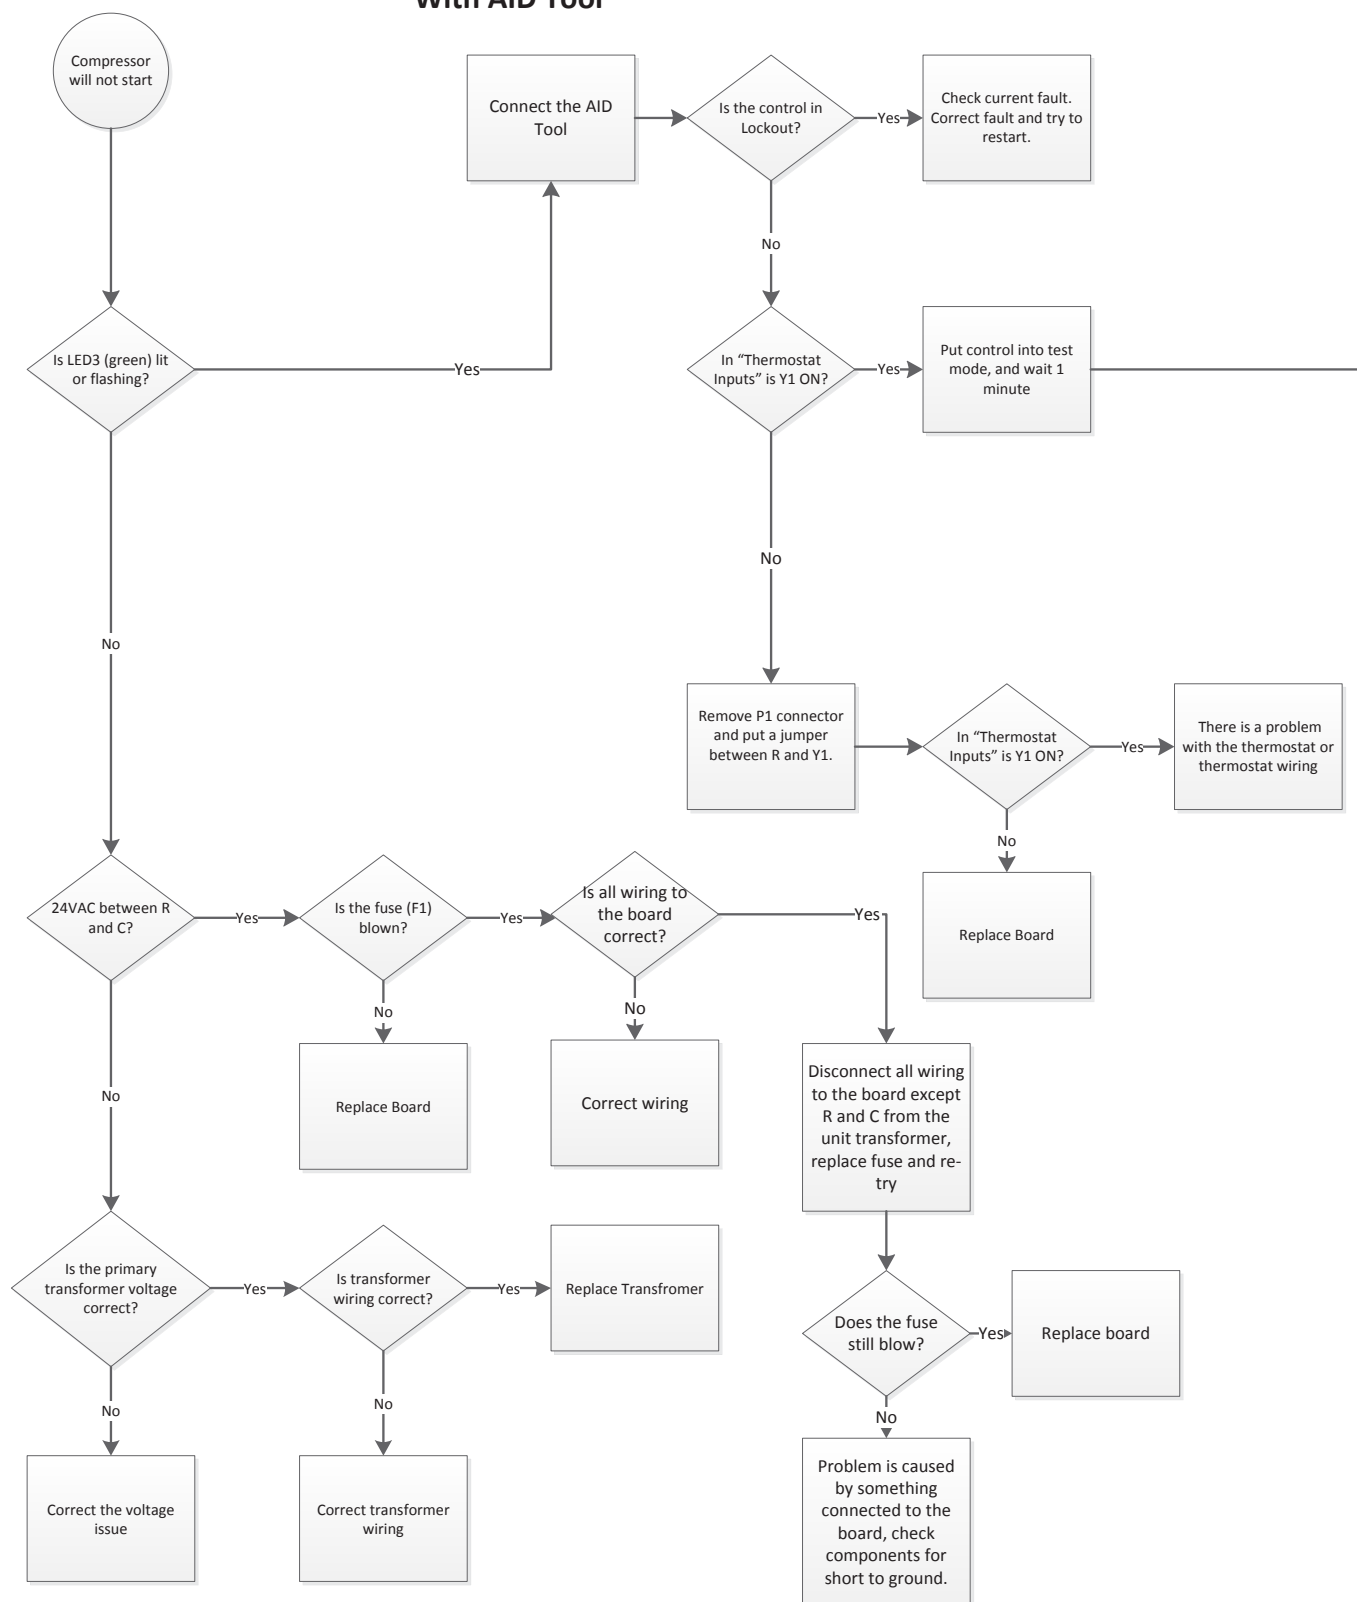 With AID Tool
Compressor
will not start
Connect the AID
Tool
Is the control in
Lockout?
Yes
Check current fault.
Correct fault and try to
restart.
No
Is LED3 (green) lit
or flashing?
Yes
In “Thermostat
Inputs” is Y1 ON?
Yes
Put control into test
mode, and wait 1
minute
No
No
Remove P1 connector
and put a jumper
between R and Y1.
In “Thermostat
Inputs” is Y1 ON?
Yes
There is a problem
with the thermostat or
thermostat wiring
No
Replace Board
24VAC between R
and C?
Yes
Is the fuse (F1)
blown?
Yes
Is all wiring to
the board
correct?
Yes
No
Replace Board
No
Correct wiring
Disconnect all wiring
to the board except
R and C from the
unit transformer,
replace fuse and re-
try
No
Is the primary
transformer voltage
correct?
Yes
Is transformer
wiring correct?
Yes
Replace Transfromer
Does the fuse
still blow?
Yes
Replace board
No
Correct the voltage
issue
No
Correct transformer
wiring
No
Problem is caused
by something
connected to the
board, check
components for
short to ground.